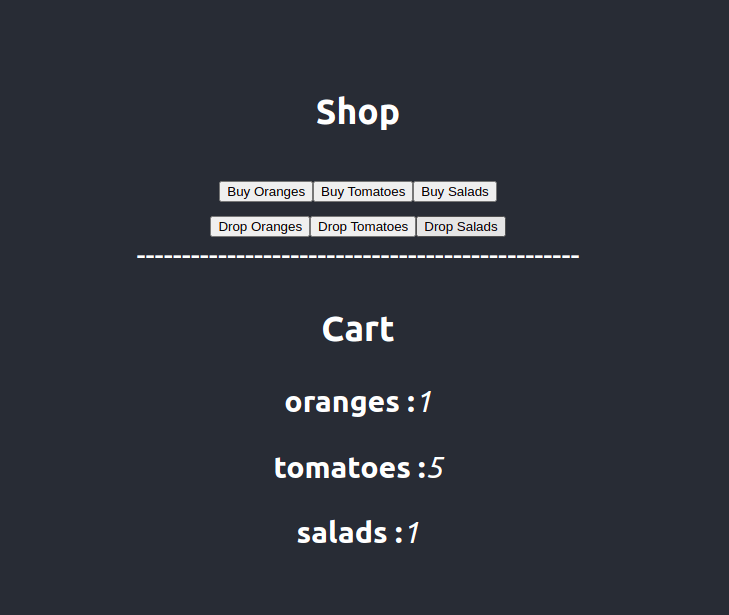 Shop
Buy Oranges Buy Tomatoes Buy Salads
Drop Oranges Drop Tomatoes Drop Salads
-------------------------------------------------
Cart
oranges :1
tomatoes :5
salads :1